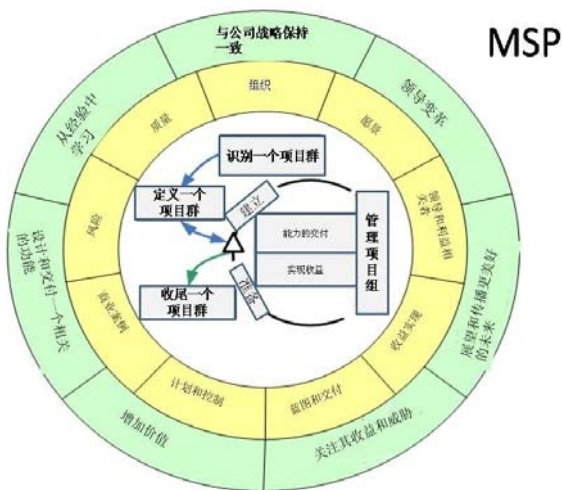 MSP
与公司战略保持
一致
领导变革
展望和传播更美好
的未来
关注其收益和威胁
增加价值
设计和交付一个相关
的功能
从经验中
学习
组织
愿景
领导和利益相
关者
收益实现
蓝图和交付
计划和控制
商业案例
风险
质量
识别一个项目群
定义一个
项目群
收尾一个
项目群
建立
准备
能力的交付
实现收益
管理项目组